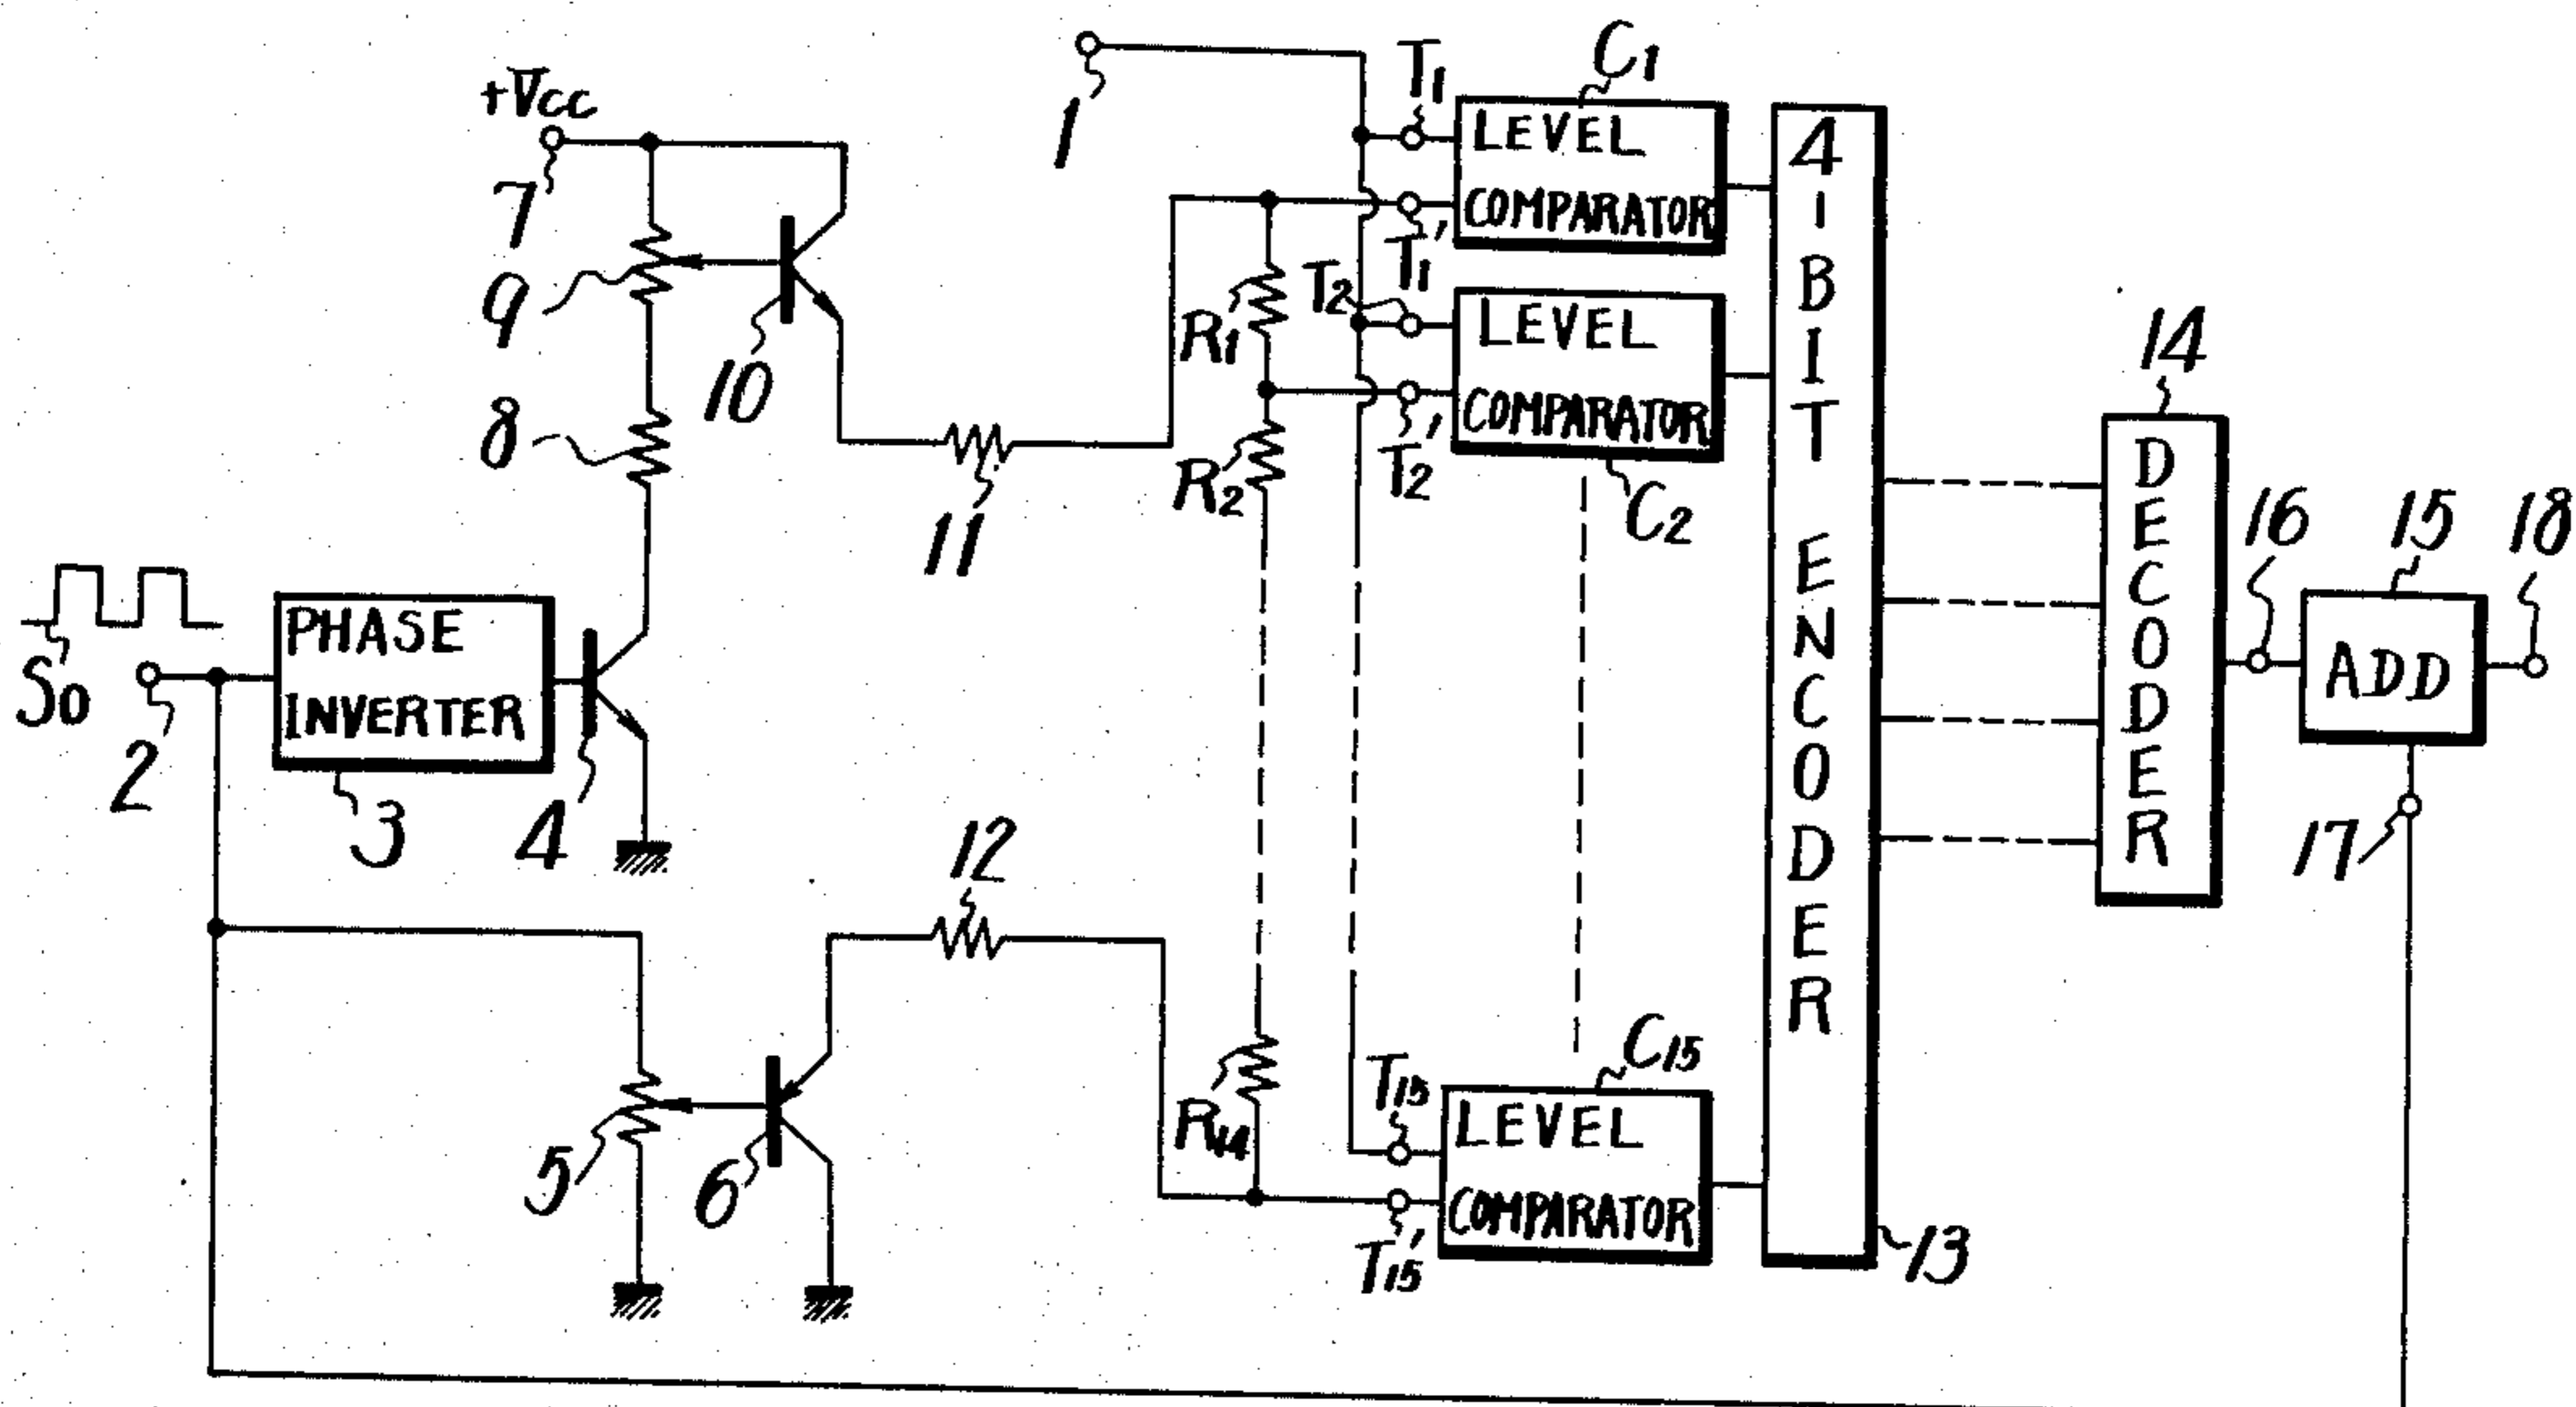 1
T1
C1
+Vcc
7
LEVEL
COMPARATOR
T1'
4-BIT ENCODER
9
10
R1
T2
LEVEL
COMPARATOR
T2'
C2
R2
8
11
14
DECODER
16
15
18
S0
2
PHASE
INVERTER
3
4
ADD
17
12
5
6
R14
T15
C15
LEVEL
COMPARATOR
T15'
13